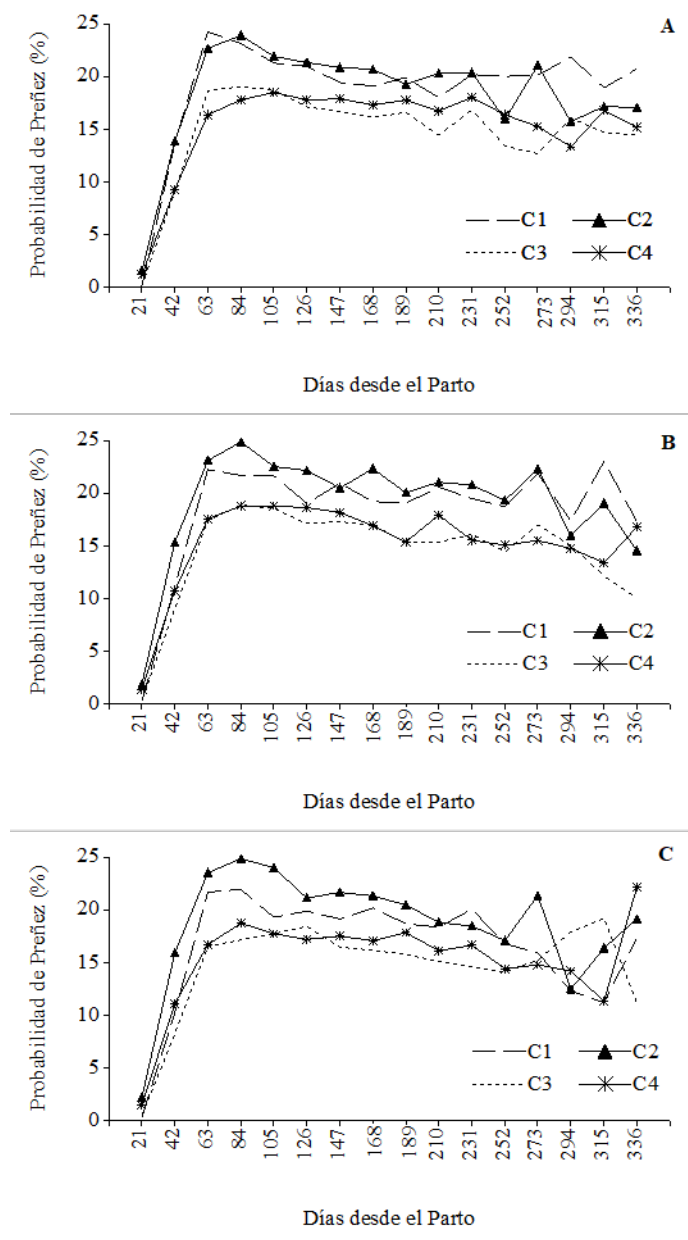 A
Probabilidad de Preñez (%)
25
20
15
10
5
0
C1 C2
C3 C4
21 42 63 84 105 126 147 168 189 210 231 252 273 294 315 336
Días desde el Parto
B
Probabilidad de Preñez (%)
25
20
15
10
5
0
C1 C2
C3 C4
21 42 63 84 105 126 147 168 189 210 231 252 273 294 315 336
Días desde el Parto
C
Probabilidad de Preñez (%)
25
20
15
10
5
0
C1 C2
C3 C4
21 42 63 84 105 126 147 168 189 210 231 252 273 294 315 336
Días desde el Parto